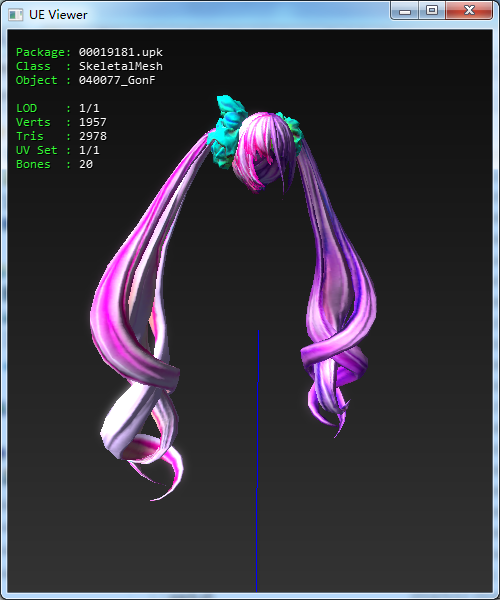 UE Viewer
Package: 00019181.upk
Class : SkeletalMesh
Object : 040077_GonF
LOD : 1/1
Verts : 1957
Tris : 2978
UV Set : 1/1
Bones : 20